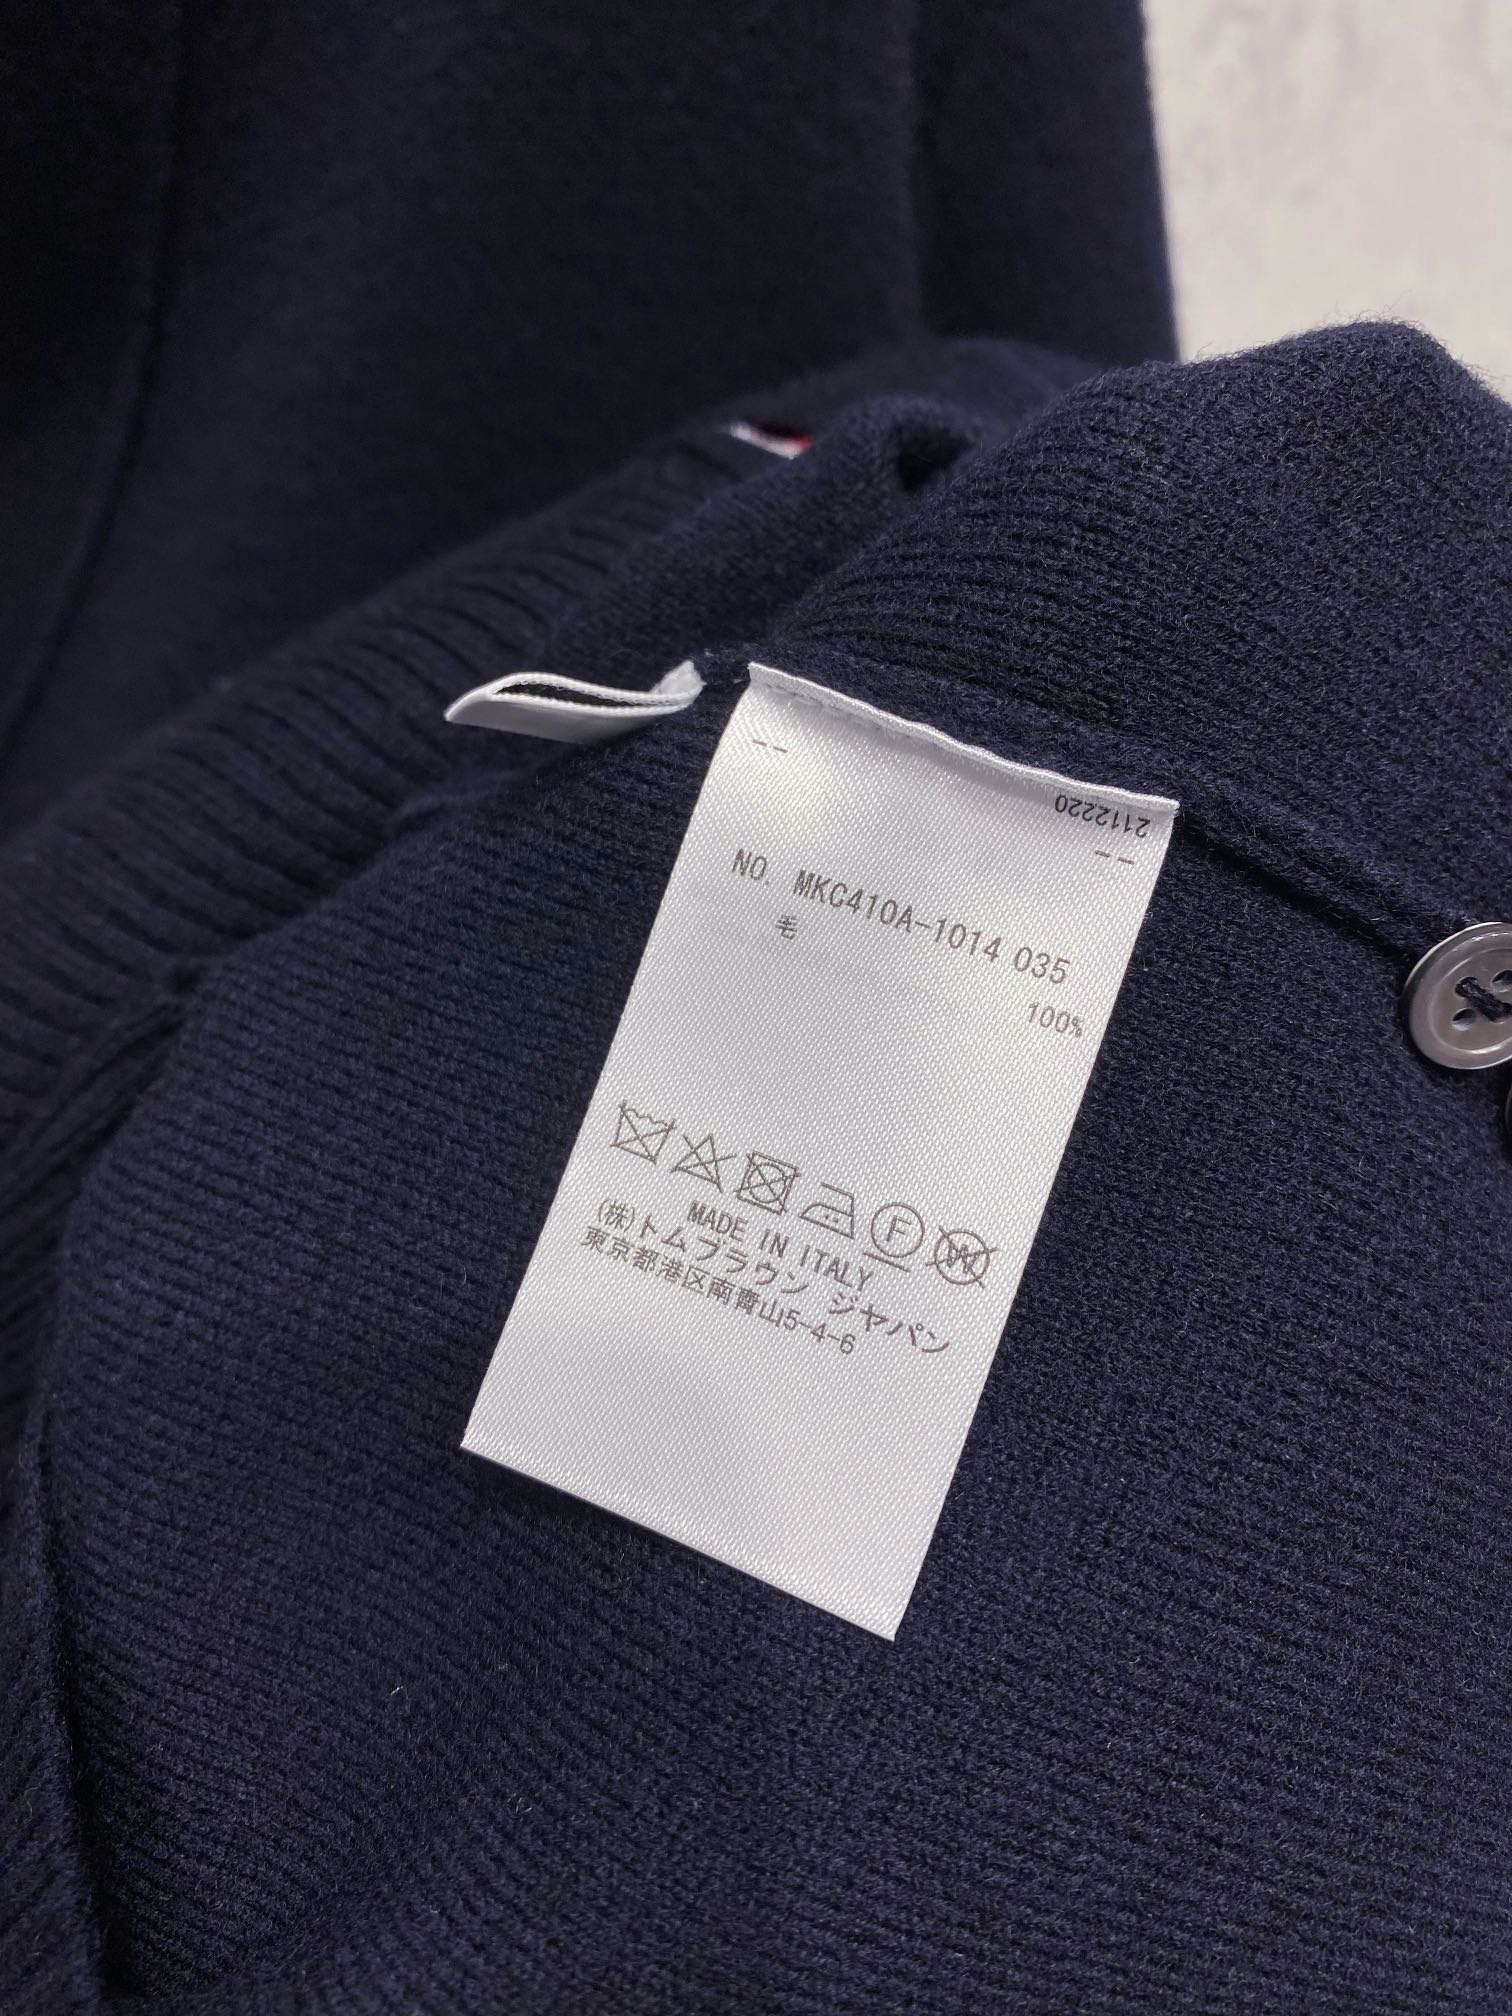 2112220
-- --
NO. MKC410A-1014 035
毛 100%
F W
MADE IN ITALY
(株)トムブラウン ジャパン
東京都港区南青山5-4-6